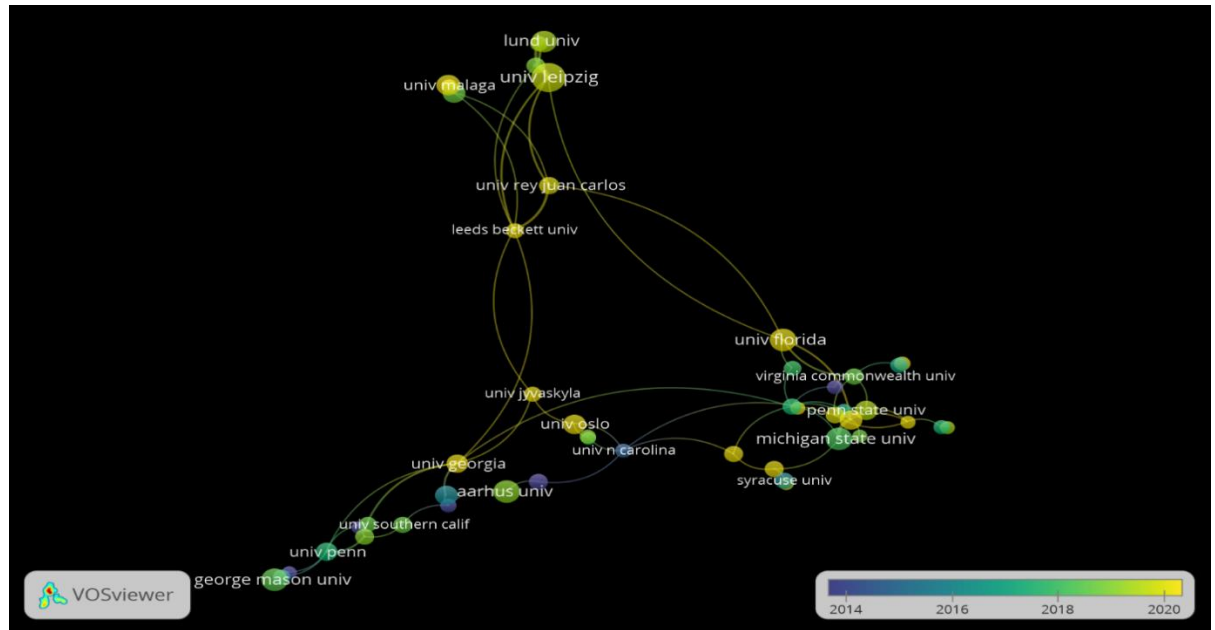 lund univ
univ leipzig
univ malaga
univ rey juan carlos
leeds beckett univ
univ florida
virginia commonwealth univ
univ jyvaskyla
penn state univ
univ oslo
michigan state univ
univ n carolina
univ georgia
syracuse univ
aarhus univ
univ southern calif
univ penn
george mason univ
VOSviewer
2014 2016 2018 2020